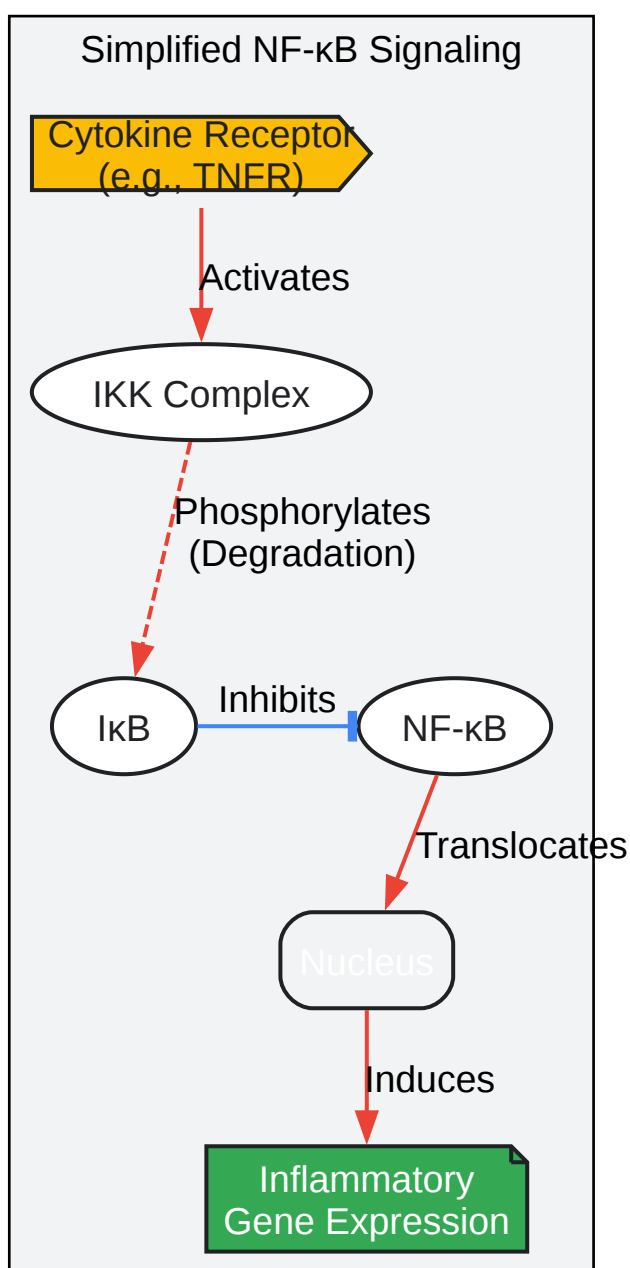 Simplified NF-κB Signaling
Cytokine Receptor
(e.g., TNFR)
Activates
IKK Complex
Phosphorylates
(Degradation)
Inhibits
IκB
NF-κB
Translocates
Nucleus
Induces
Inflammatory
Gene Expression